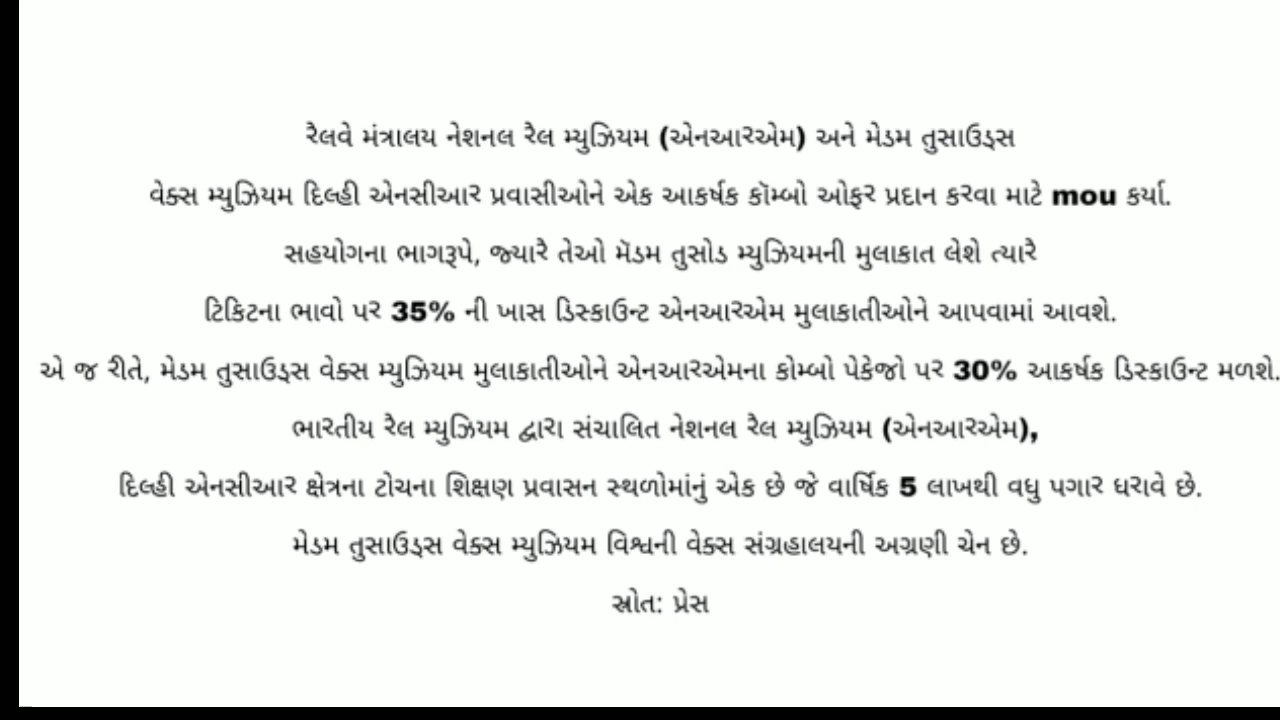 રેલવે મંત્રાલય નેશનલ રેલ મ્યુઝિયમ (એનઆરએમ) અને મેડમ તુસાઉડ્સ
વેક્સ મ્યુઝિયમ દિલ્હી એનસીઆર પ્રવાસીઓને એક આકર્ષક કૉમ્બો ઓફર પ્રદાન કરવા માટે mou કર્યા.
સહયોગના ભાગરૂપે, જ્યારે તેઓ મૅડમ તુસોડ મ્યુઝિયમની મુલાકાત લેશે ત્યારે
ટિકિટના ભાવો પર 35% ની ખાસ ડિસ્કાઉન્ટ એનઆરએમ મુલાકાતીઓને આપવામાં આવશે.
એ જ રીતે, મેડમ તુસાઉડ્સ વેક્સ મ્યુઝિયમ મુલાકાતીઓને એનઆરએમના કોમ્બો પેકેજો પર 30% આકર્ષક ડિસ્કાઉન્ટ મળશે.
ભારતીય રેલ મ્યુઝિયમ દ્વારા સંચાલિત નેશનલ રેલ મ્યુઝિયમ (એનઆરએમ),
દિલ્હી એનસીઆર ક્ષેત્રના ટોચના શિક્ષણ પ્રવાસન સ્થળોમાંનું એક છે જે વાર્ષિક 5 લાખથી વધુ પગાર ધરાવે છે.
મેડમ તુસાઉડ્સ વેક્સ મ્યુઝિયમ વિશ્વની વેક્સ સંગ્રહાલયની અગ્રણી ચેન છે.
સ્રોત: પ્રેસ